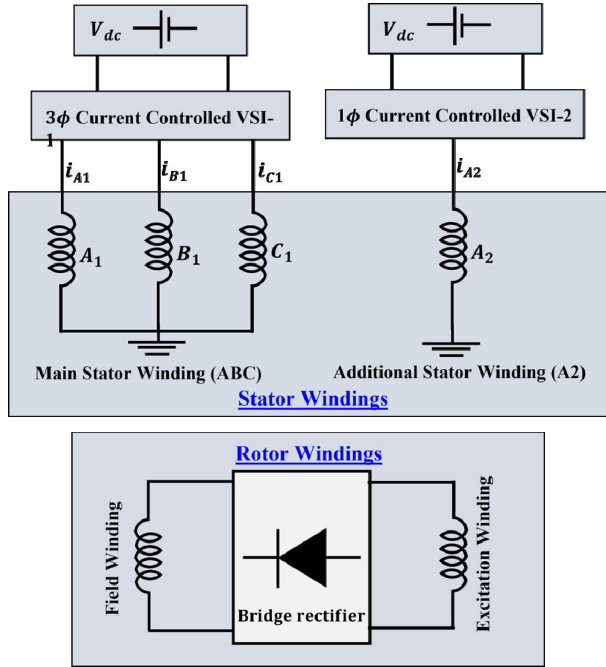 V_dc
V_dc
3ϕ Current Controlled VSI-
1
1ϕ Current Controlled VSI-2
i_A1
i_B1
i_C1
i_A2
A_1
B_1
C_1
A_2
Main Stator Winding (ABC)
Additional Stator Winding (A2)
Stator Windings
Rotor Windings
Field Winding
Bridge rectifier
Excitation Winding